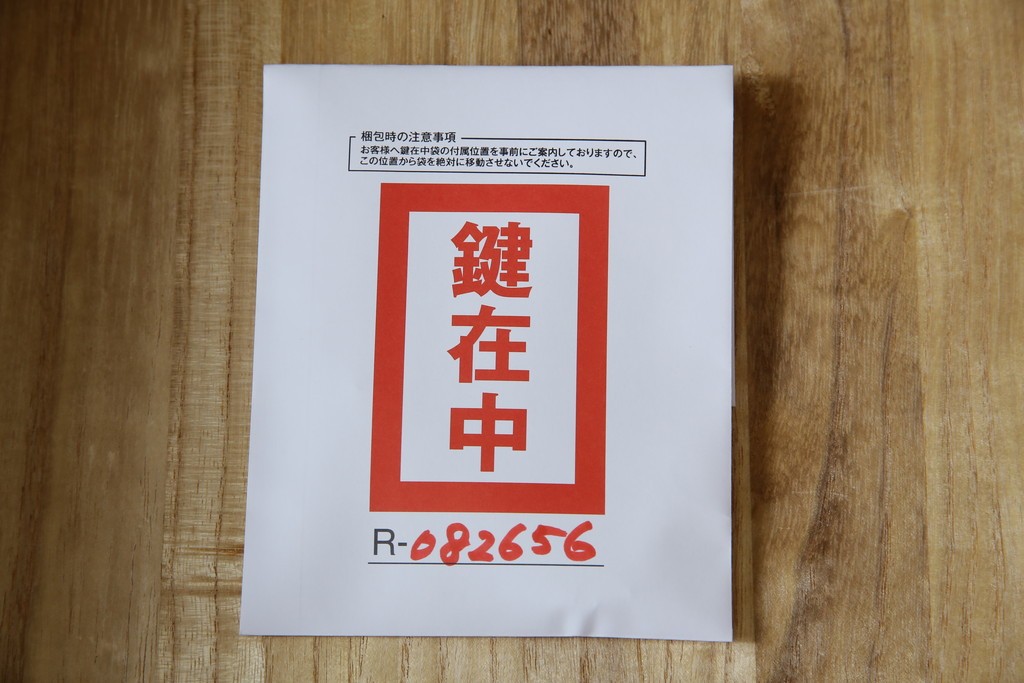 梱包時の注意事項
お客様へ鍵在中袋の付属位置を事前にご案内しておりますので、
この位置から袋を絶対に移動させないでください。
鍵在中
R-082656